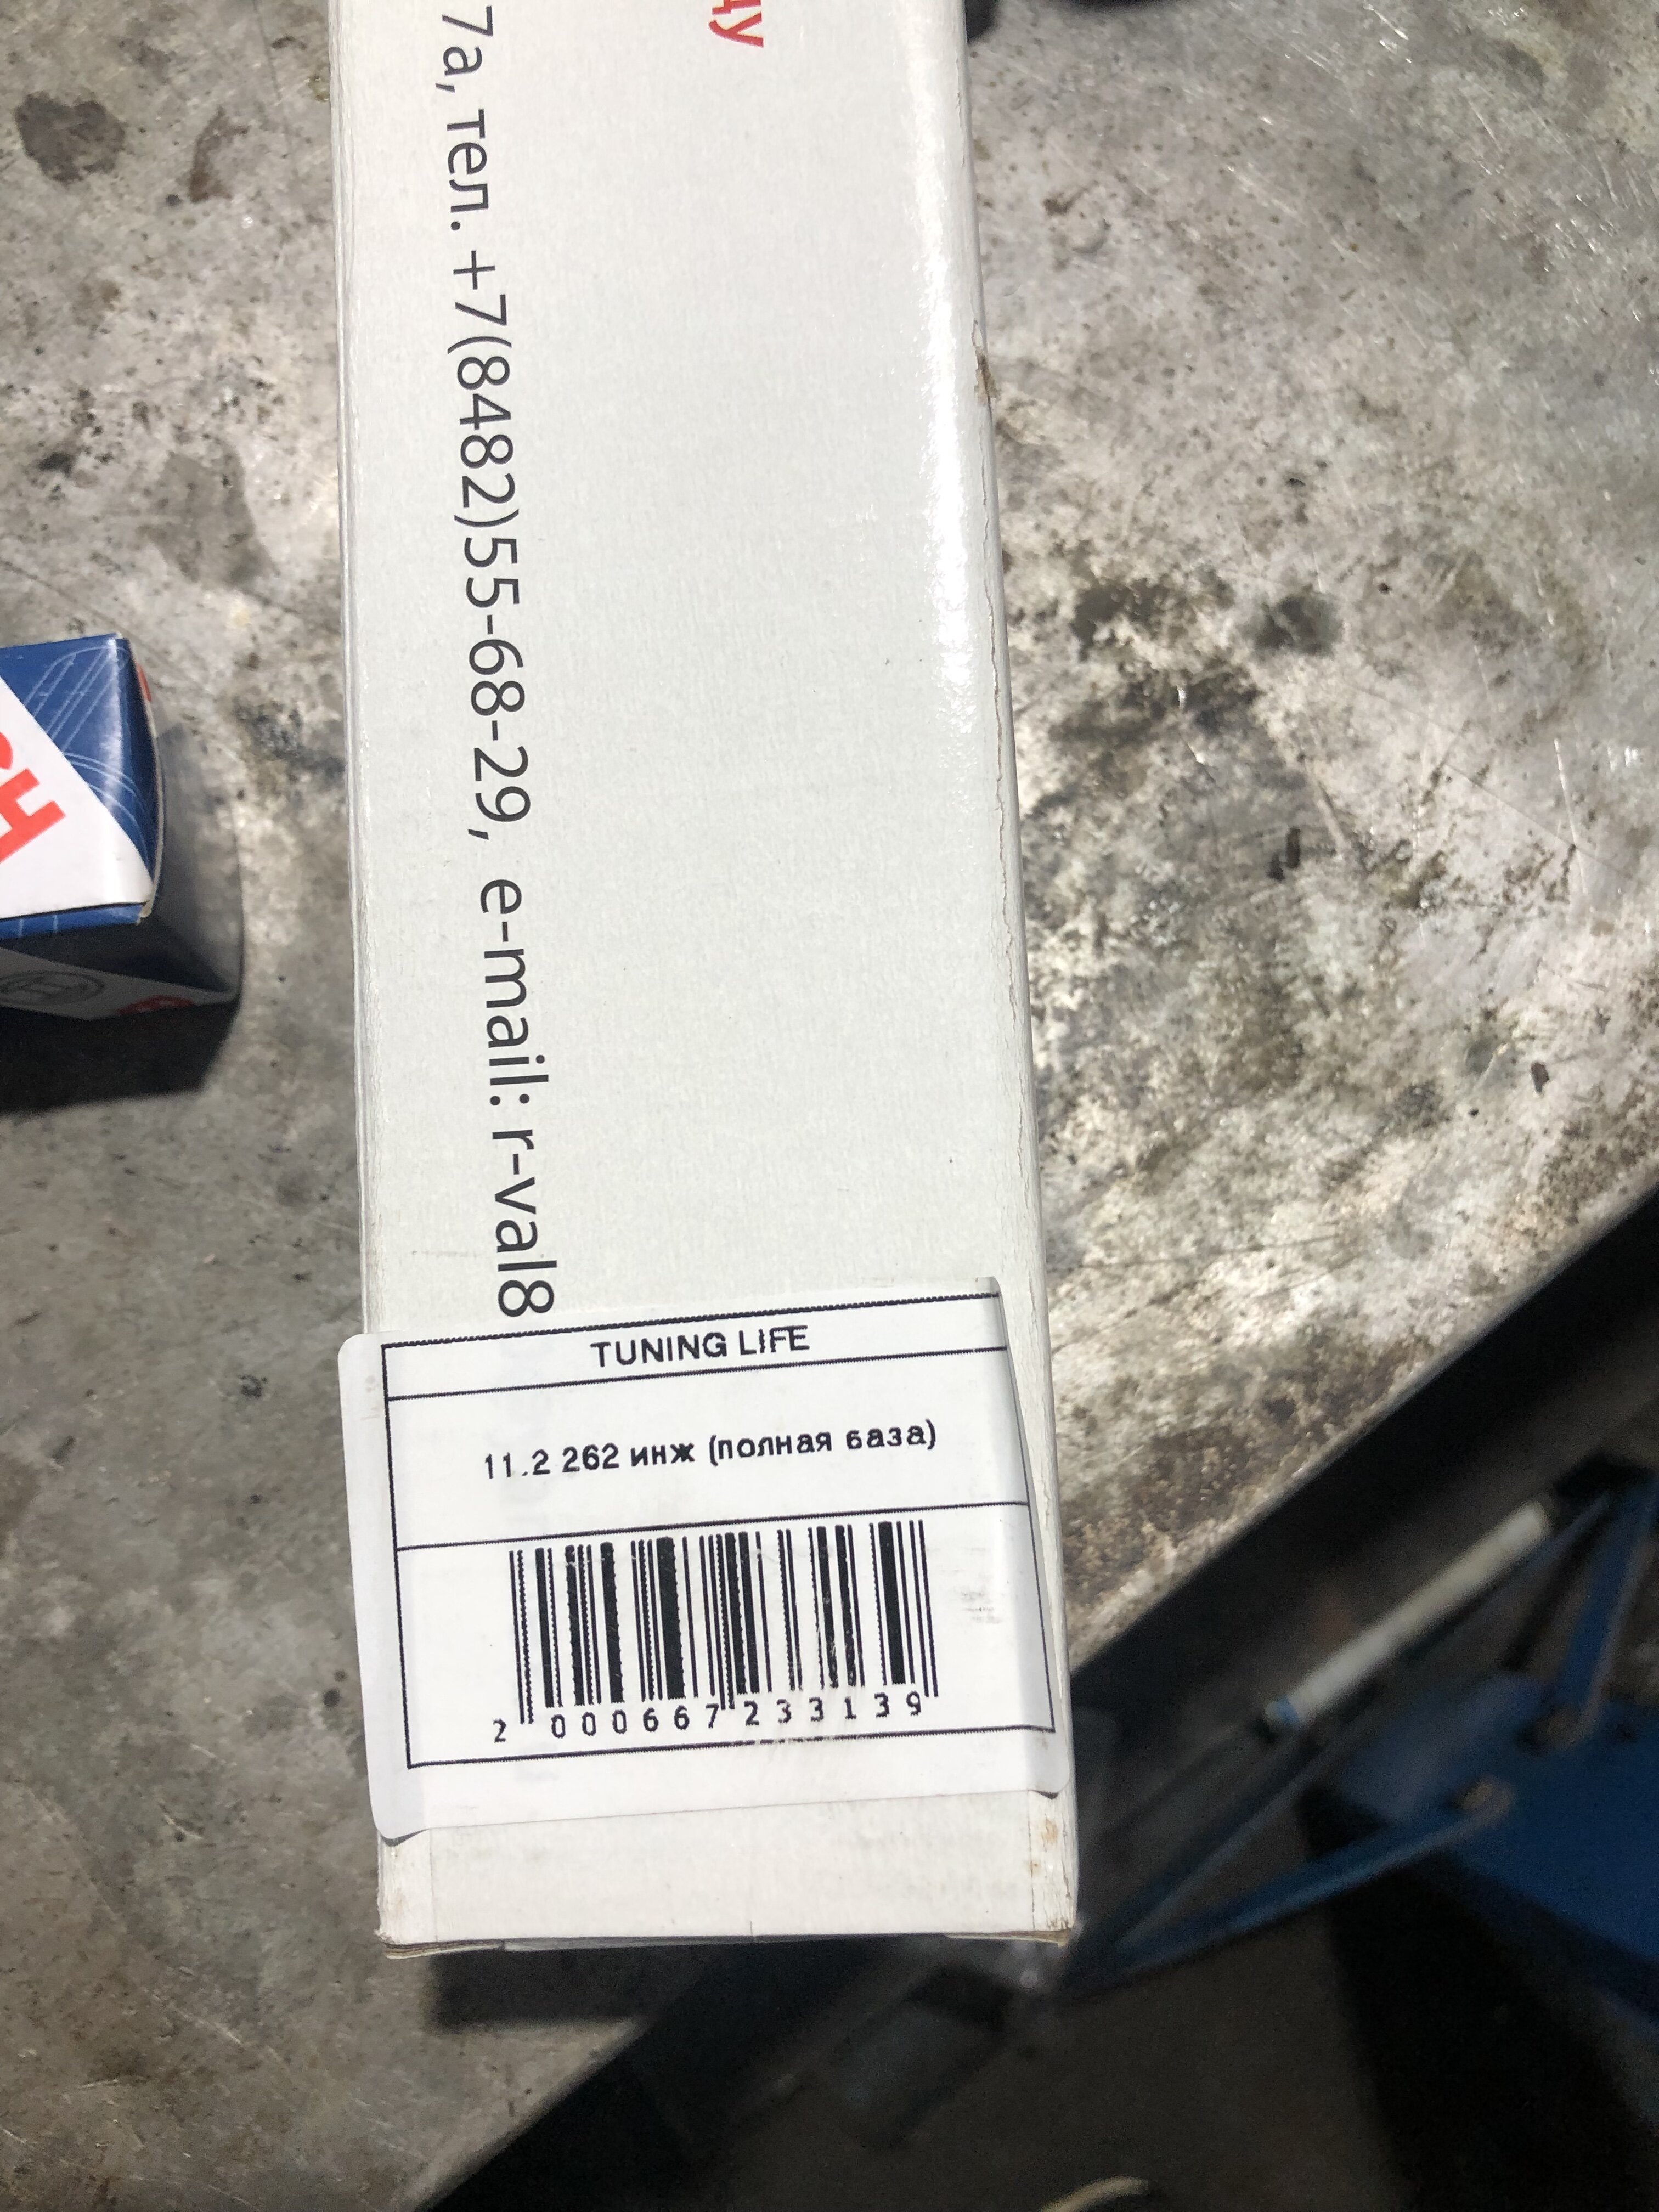 7а, тел. +7(8482)55-68-29, e-mail: r-val8
TUNING LIFE
11.2 262 инж (полная база)
2 000667 233139